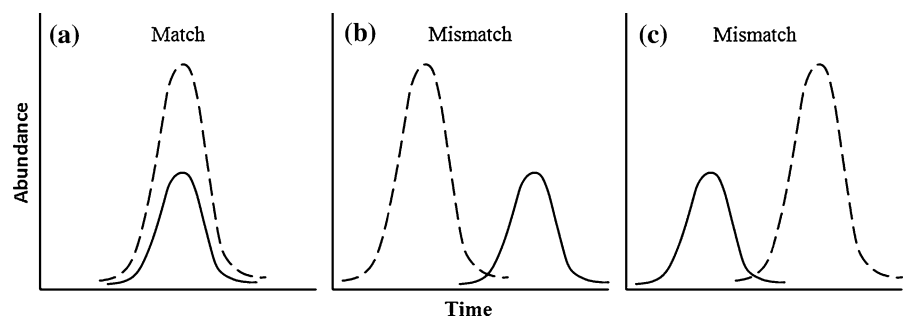 (a) Match
(b) Mismatch
(c) Mismatch
Abundance
Time